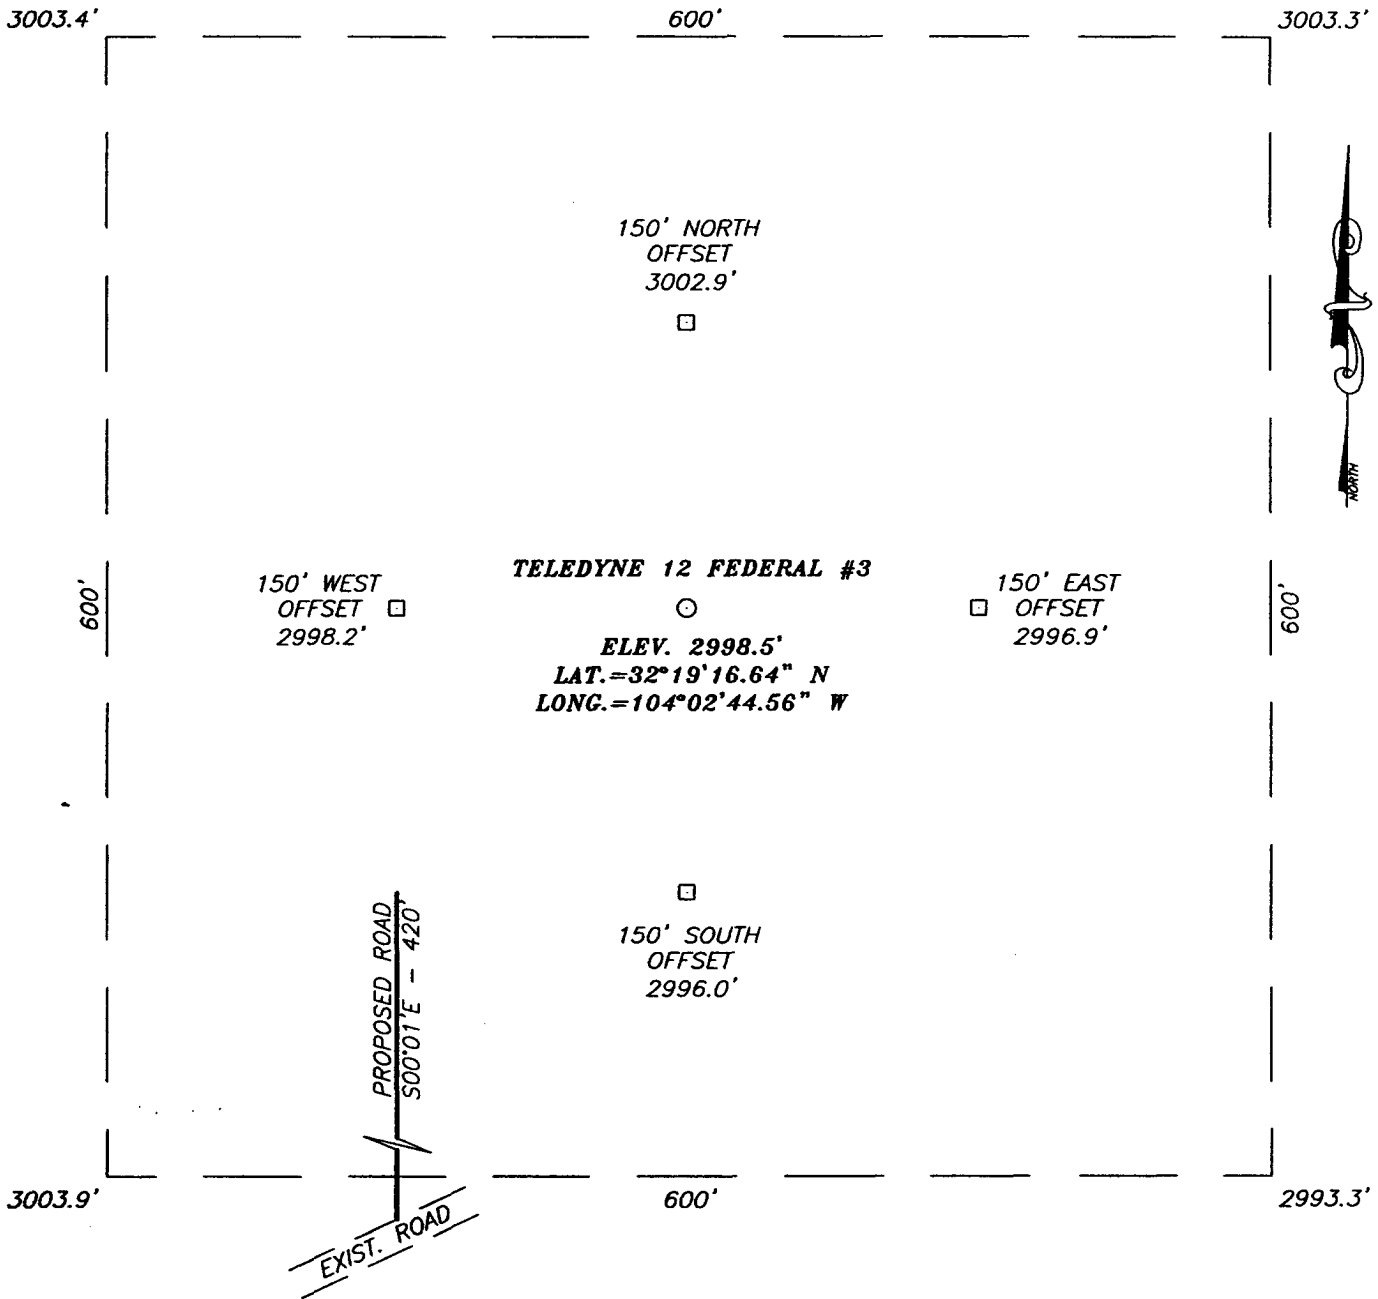 3003.4'
600'
3003.3'
150' NORTH
OFFSET
3002.9'
NORTH
600'
150' WEST
OFFSET
2998.2'
TELEDYNE 12 FEDERAL #3
ELEV. 2998.5'
LAT.=32°19'16.64" N
LONG.=104°02'44.56" W
150' EAST
OFFSET
2996.9'
600'
150' SOUTH
OFFSET
2996.0'
PROPOSED ROAD
S00°01'E - 420'
3003.9'
600'
2993.3'
EXIST. ROAD